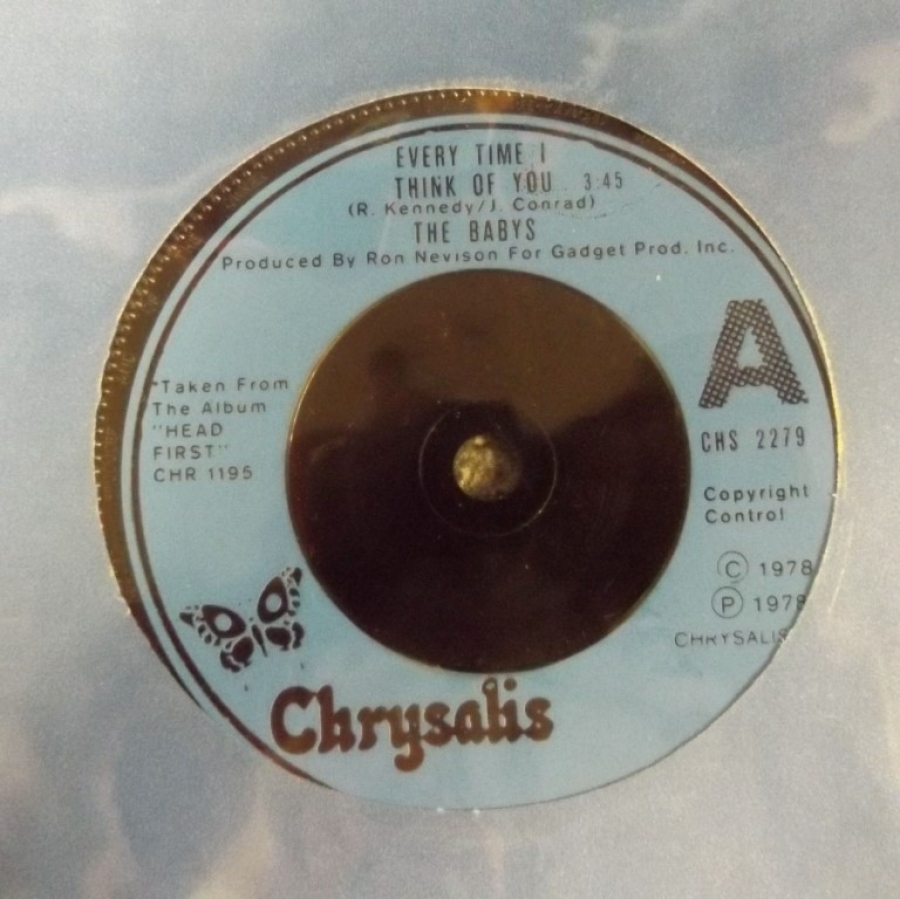 EVERY TIME I
THINK OF YOU 3:45
(R. Kennedy/J. Conrad)
THE BABYS
Produced By Ron Nevison For Gadget Prod. Inc.
A
CHS 2279
*Taken From
The Album
"HEAD
FIRST"
CHR 1195
Copyright
Control
Ⓒ 1978
Ⓟ 1978
CHRYSALIS
Chrysalis